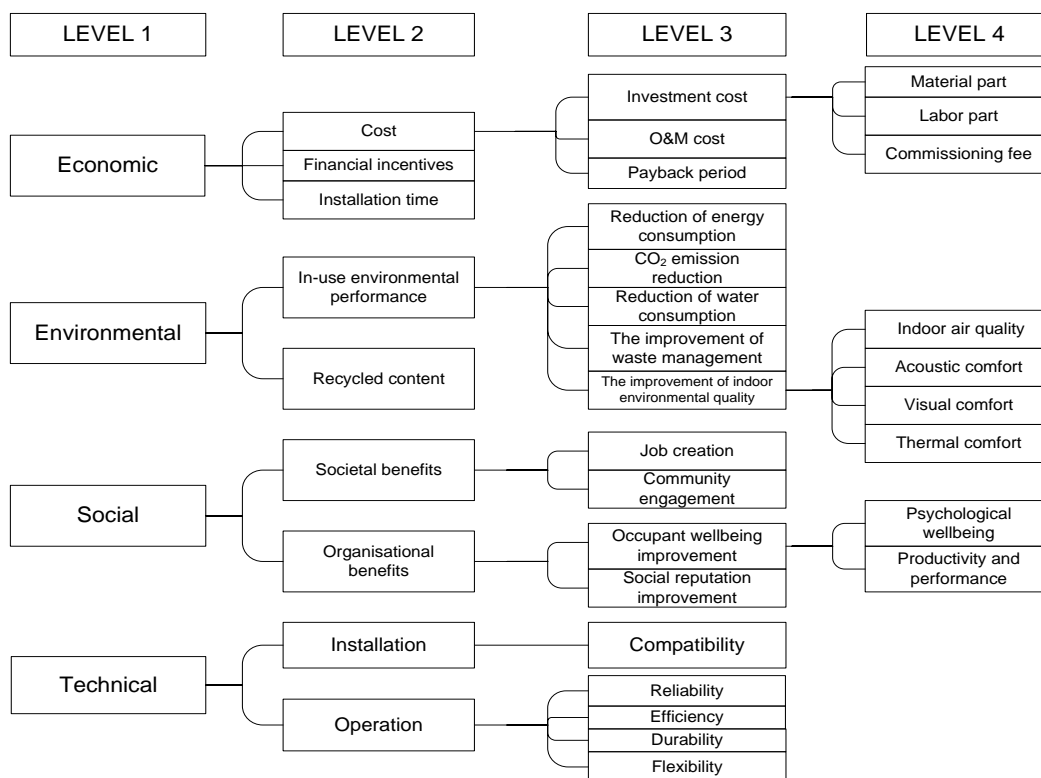 LEVEL 1
LEVEL 2
LEVEL 3
LEVEL 4
Economic
Cost
Financial incentives
Installation time
Investment cost
O&M cost
Payback period
Material part
Labor part
Commissioning fee
Environmental
In-use environmental
performance
Recycled content
Reduction of energy
consumption
CO₂ emission
reduction
Reduction of water
consumption
The improvement of
waste management
The improvement of indoor
environmental quality
Indoor air quality
Acoustic comfort
Visual comfort
Thermal comfort
Social
Societal benefits
Organisational
benefits
Job creation
Community
engagement
Occupant wellbeing
improvement
Social reputation
improvement
Psychological
wellbeing
Productivity and
performance
Technical
Installation
Operation
Compatibility
Reliability
Efficiency
Durability
Flexibility